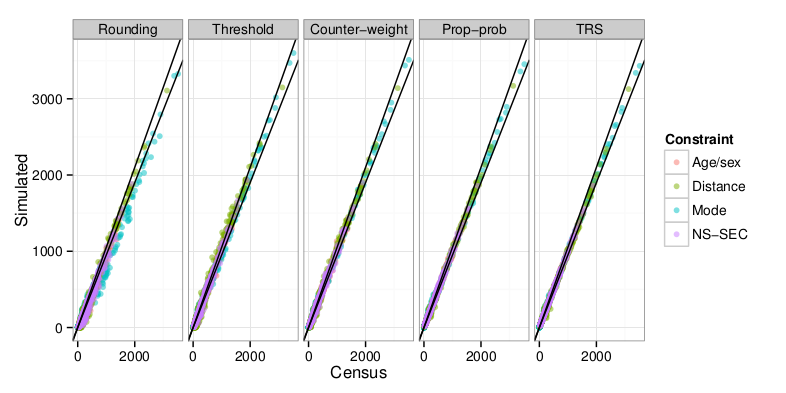 Rounding
Threshold
Counter−weight
Prop−prob
TRS
Simulated
3000
2000
1000
0
0 2000
0 2000
0 2000
0 2000
0 2000
Census
Constraint
Age/sex
Distance
Mode
NS−SEC